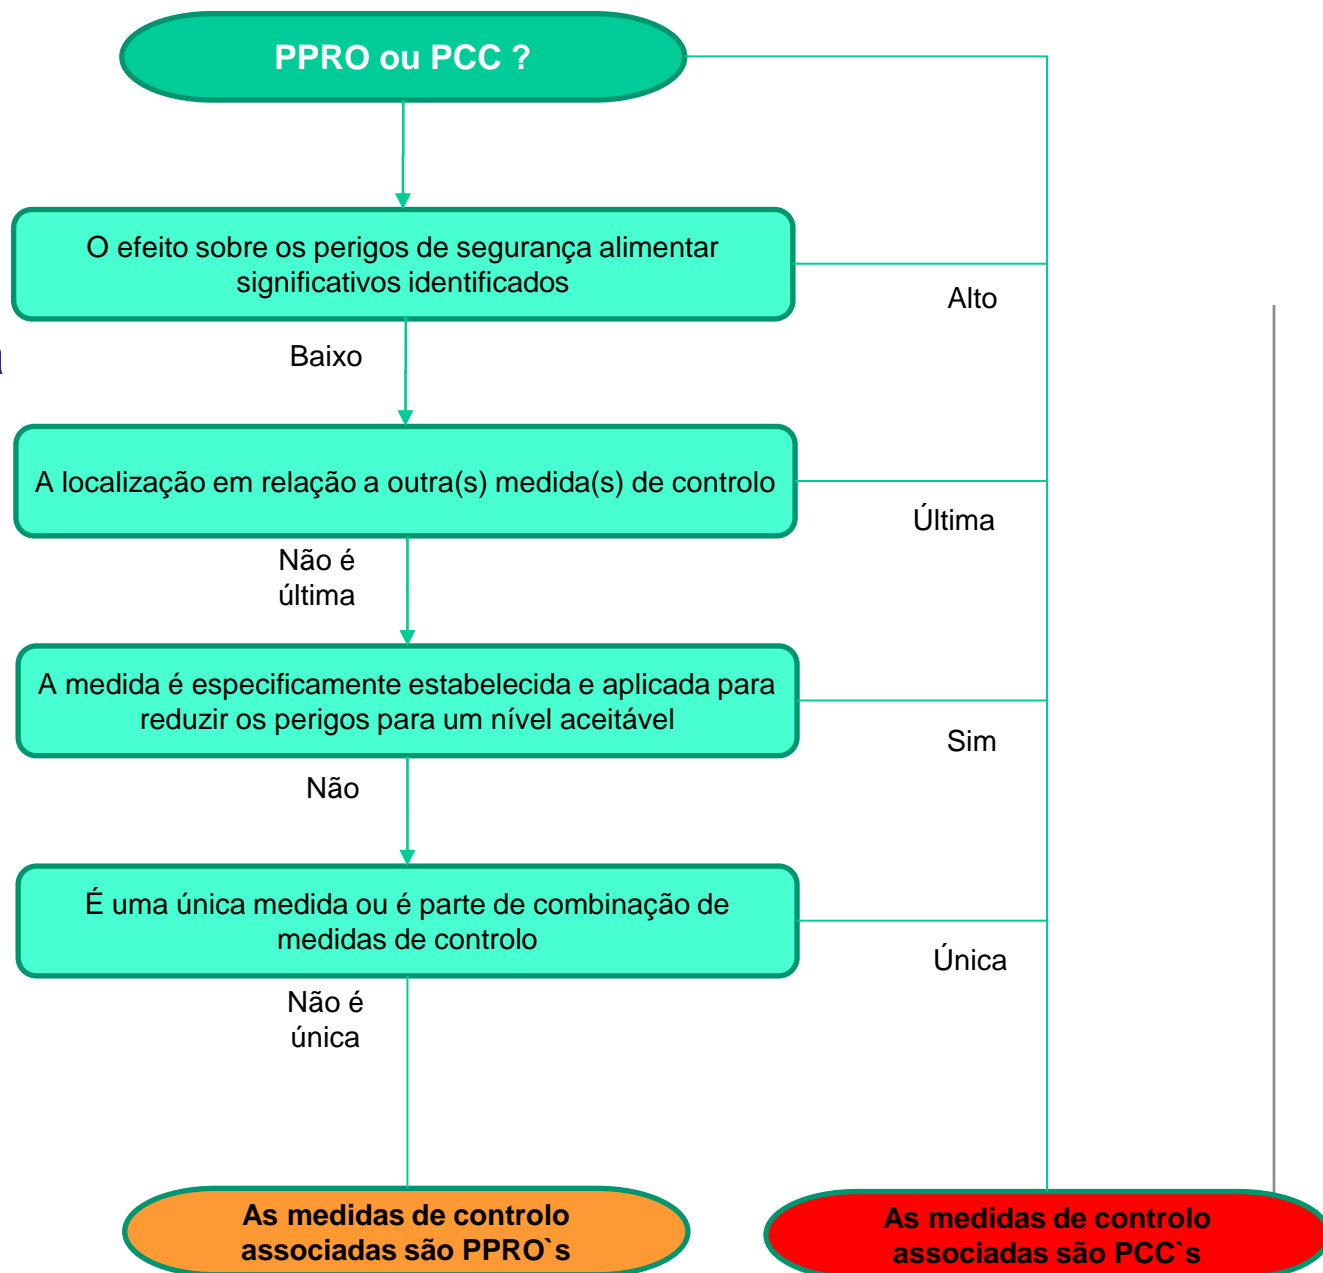 PPRO ou PCC ?
O efeito sobre os perigos de segurança alimentar
significativos identificados
Alto
Baixo
A localização em relação a outra(s) medida(s) de controlo
Última
Não é
última
A medida é especificamente estabelecida e aplicada para
reduzir os perigos para um nível aceitável
Sim
Não
É uma única medida ou é parte de combinação de
medidas de controlo
Única
Não é
única
As medidas de controlo
associadas são PPRO`s
As medidas de controlo
associadas são PCC`s